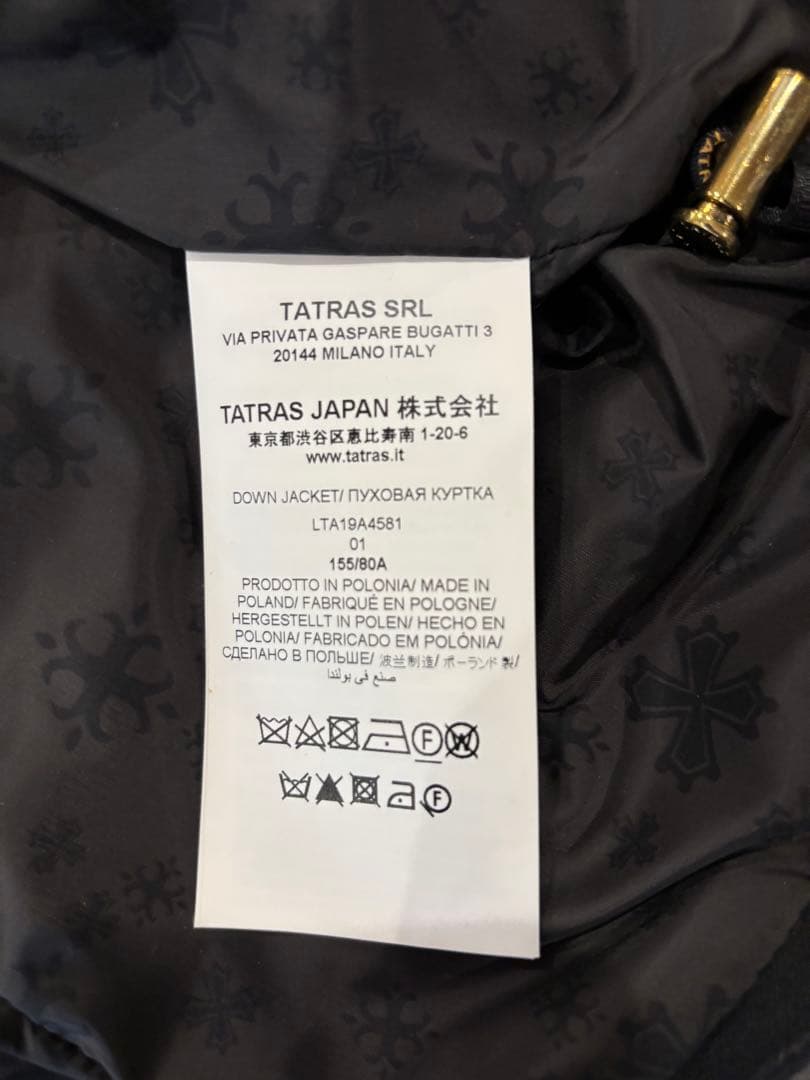 TATRAS SRL
VIA PRIVATA GASPARE BUGATTI 3
20144 MILANO ITALY
TATRAS JAPAN 株式会社
東京都渋谷区恵比寿南 1-20-6
www.tatras.it
DOWN JACKET/ ПУХОВАЯ КУРТКА
LTA19A4581
01
155/80A
PRODOTTO IN POLONIA/ MADE IN
POLAND/ FABRIQUÉ EN POLOGNE/
HERGESTELLT IN POLEN/ HECHO EN
POLONIA/ FABRICADO EM POLÓNIA/
СДЕЛАНО В ПОЛЬШЕ/ 波兰制造/ ポーランド製/
صنع في بولندا
F W
F